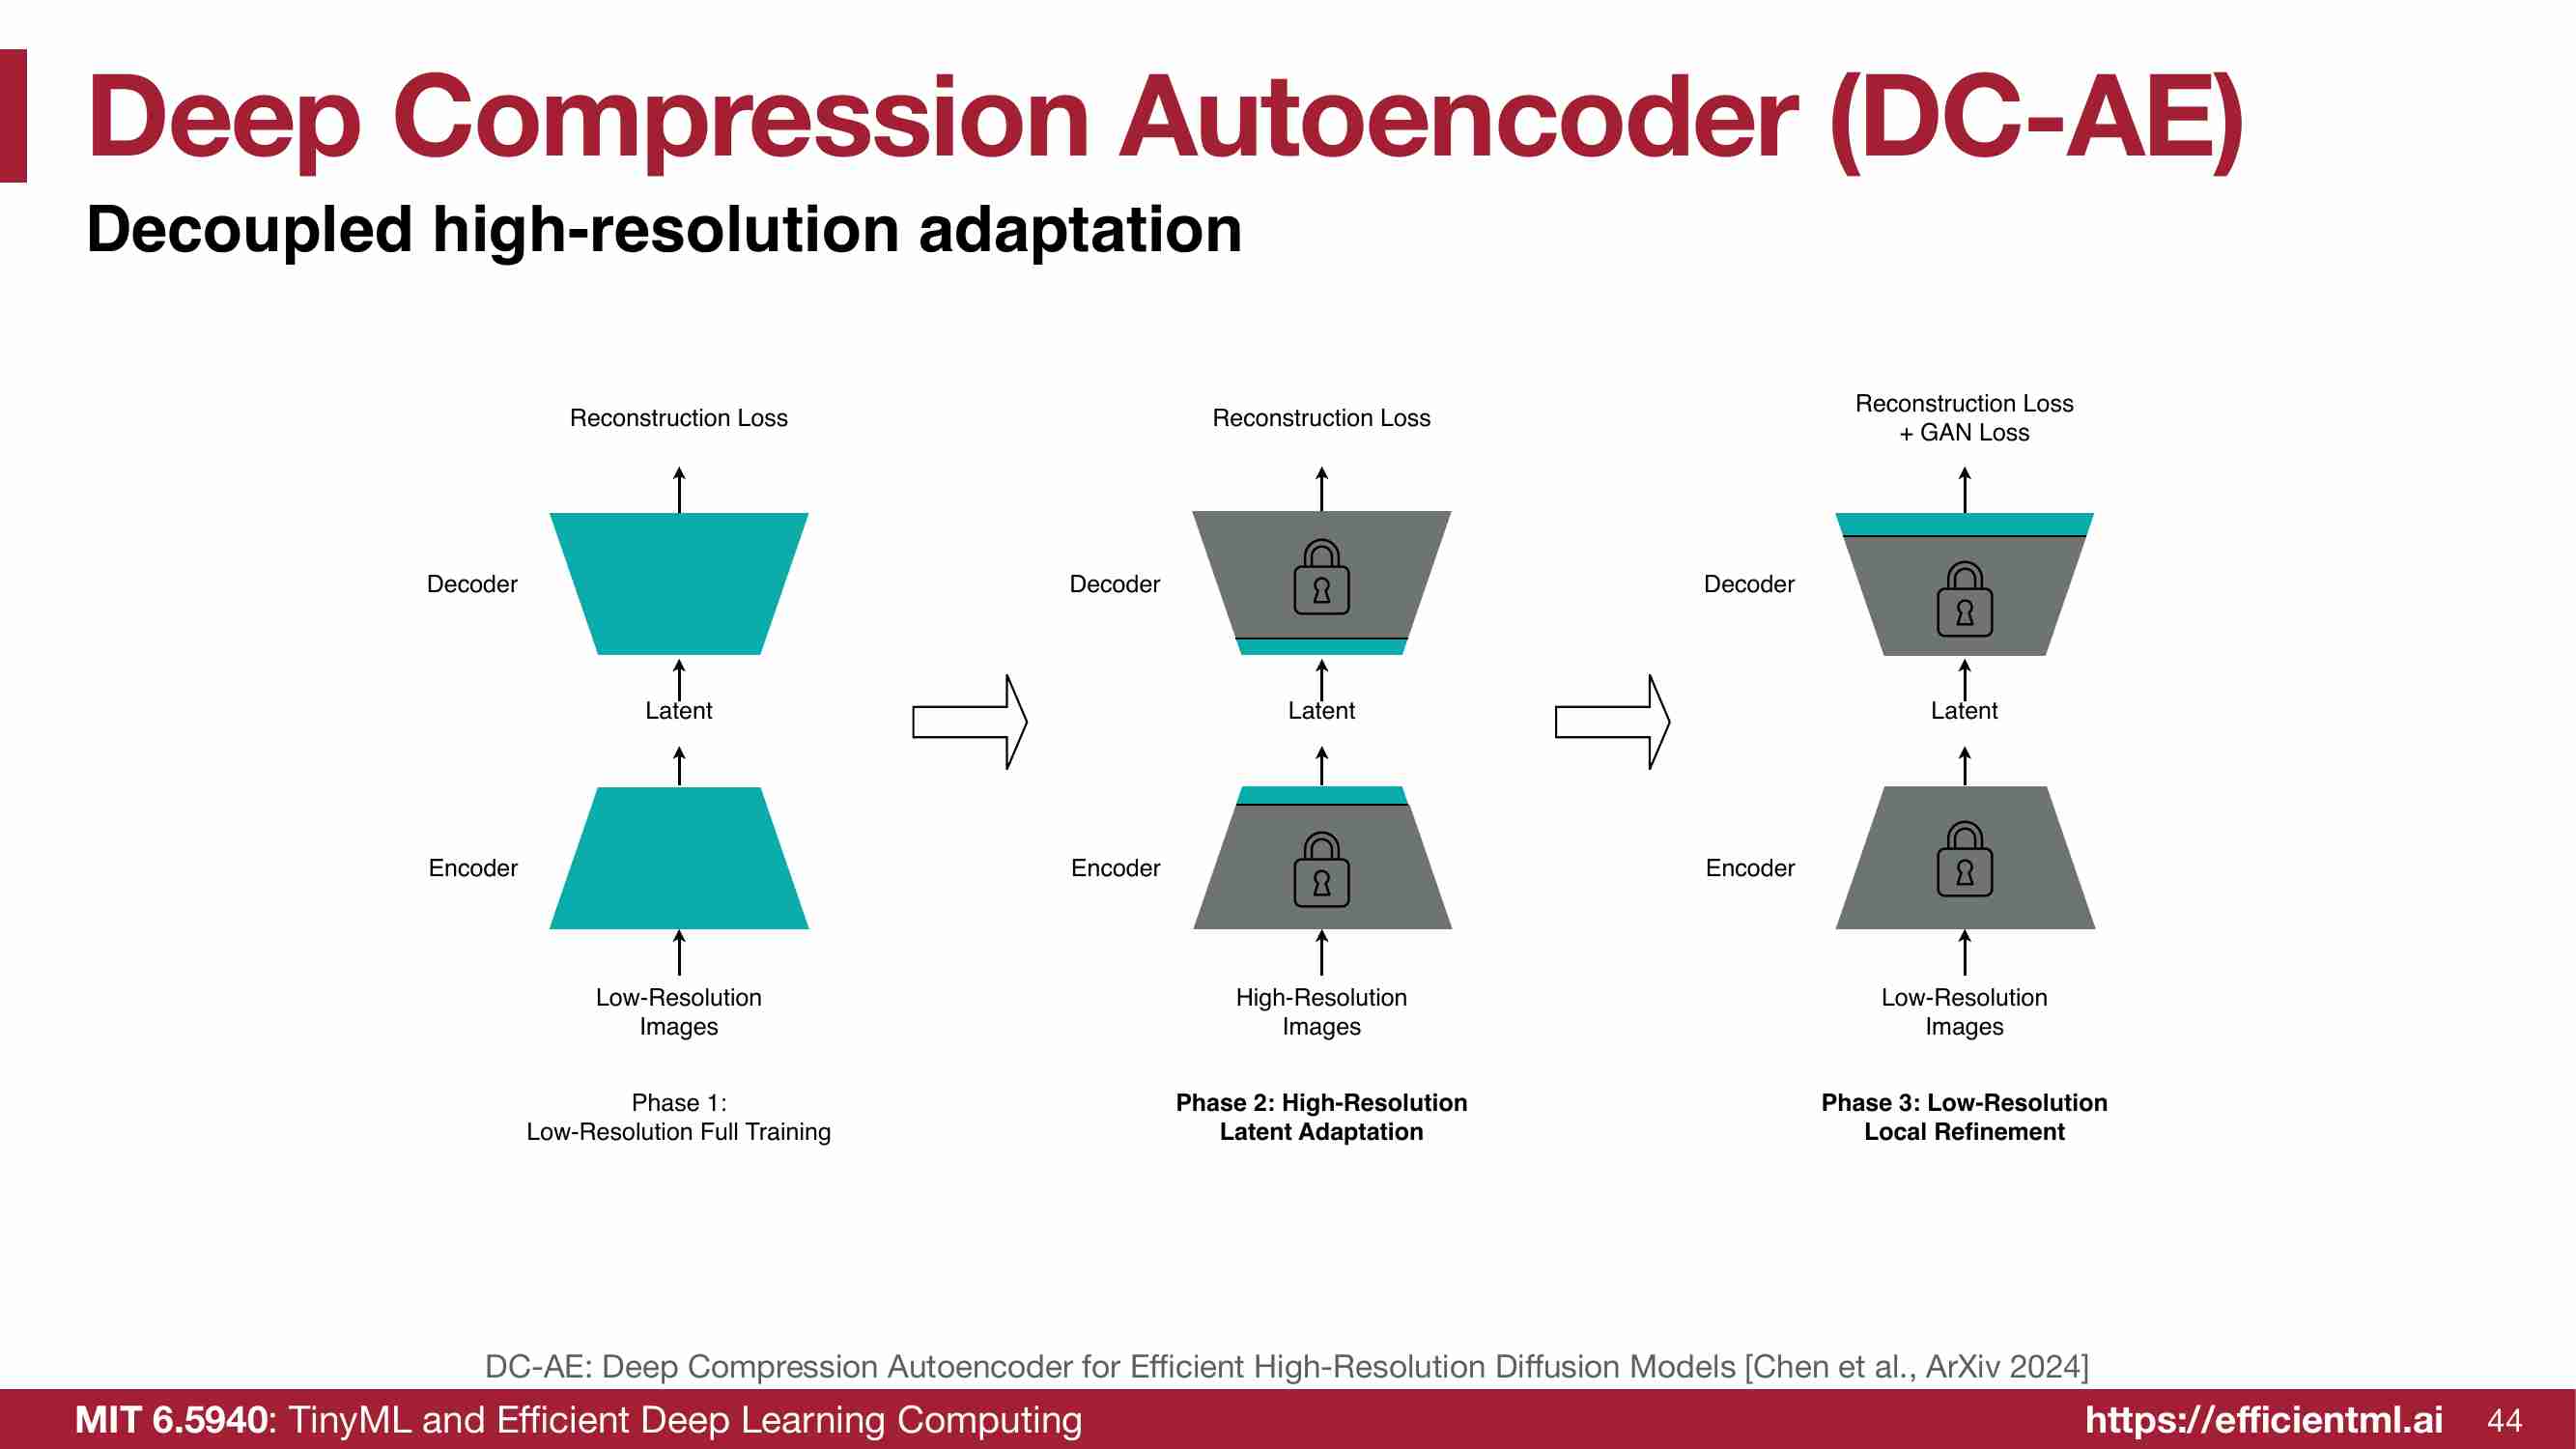 Deep Compression Autoencoder (DC-AE)
Decoupled high-resolution adaptation
Reconstruction Loss
Decoder
Latent
Encoder
Low-Resolution
Images
Phase 1:
Low-Resolution Full Training
Reconstruction Loss
Decoder
Latent
Encoder
High-Resolution
Images
Phase 2: High-Resolution
Latent Adaptation
Reconstruction Loss
+ GAN Loss
Decoder
Latent
Encoder
Low-Resolution
Images
Phase 3: Low-Resolution
Local Refinement
DC-AE: Deep Compression Autoencoder for Efficient High-Resolution Diffusion Models [Chen et al., ArXiv 2024]
MIT 6.5940: TinyML and Efficient Deep Learning Computing
https://efficientml.ai
44